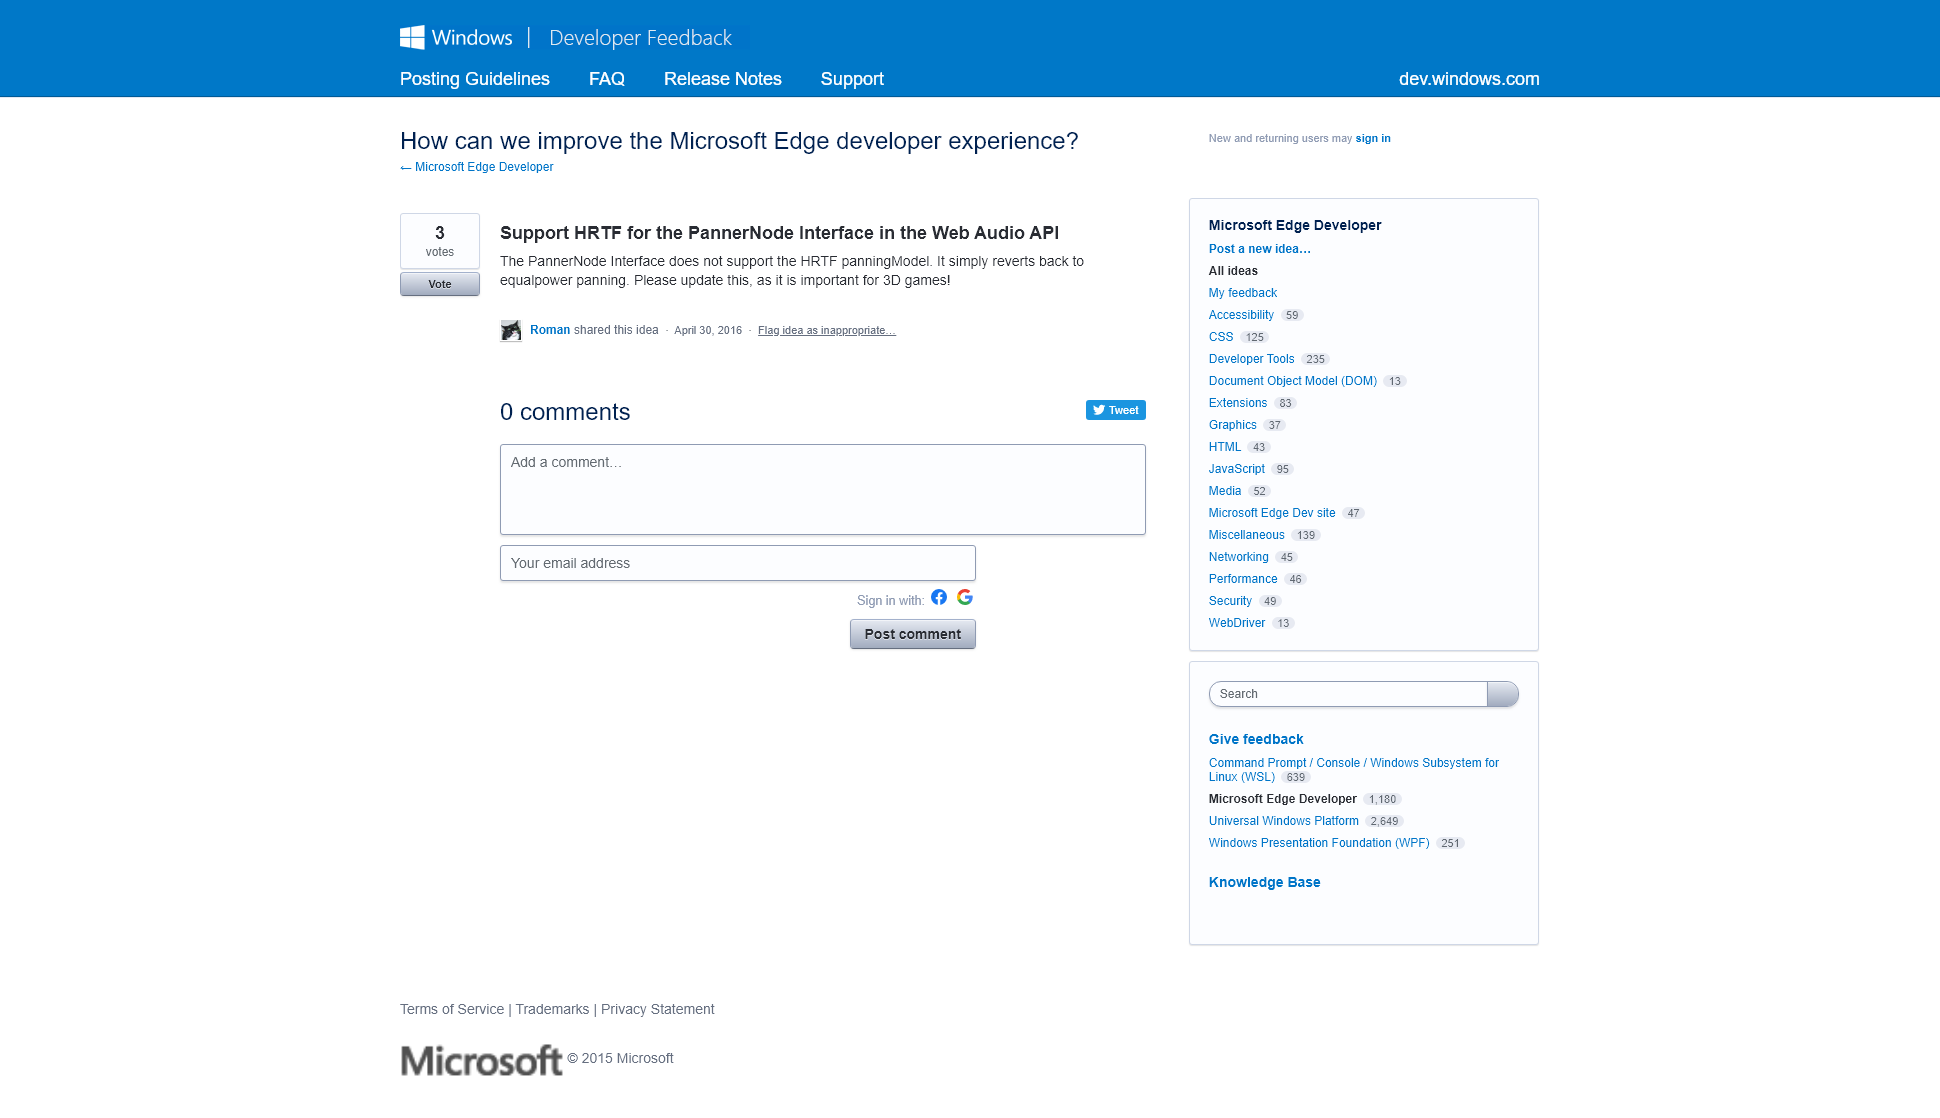 Windows | Developer Feedback
Posting Guidelines FAQ Release Notes Support dev.windows.com
How can we improve the Microsoft Edge developer experience?
← Microsoft Edge Developer
New and returning users may sign in
3
votes
Vote
Support HRTF for the PannerNode Interface in the Web Audio API
The PannerNode Interface does not support the HRTF panningModel. It simply reverts back to
equalpower panning. Please update this, as it is important for 3D games!
Roman shared this idea · April 30, 2016 · Flag idea as inappropriate…
0 comments
Tweet
Add a comment…
Your email address
Sign in with:
Post comment
Microsoft Edge Developer
Post a new idea…
All ideas
My feedback
Accessibility 59
CSS 125
Developer Tools 235
Document Object Model (DOM) 13
Extensions 83
Graphics 37
HTML 43
JavaScript 95
Media 52
Microsoft Edge Dev site 47
Miscellaneous 139
Networking 45
Performance 46
Security 49
WebDriver 13
Search
Give feedback
Command Prompt / Console / Windows Subsystem for
Linux (WSL) 639
Microsoft Edge Developer 1,180
Universal Windows Platform 2,649
Windows Presentation Foundation (WPF) 251
Knowledge Base
Terms of Service | Trademarks | Privacy Statement
Microsoft © 2015 Microsoft